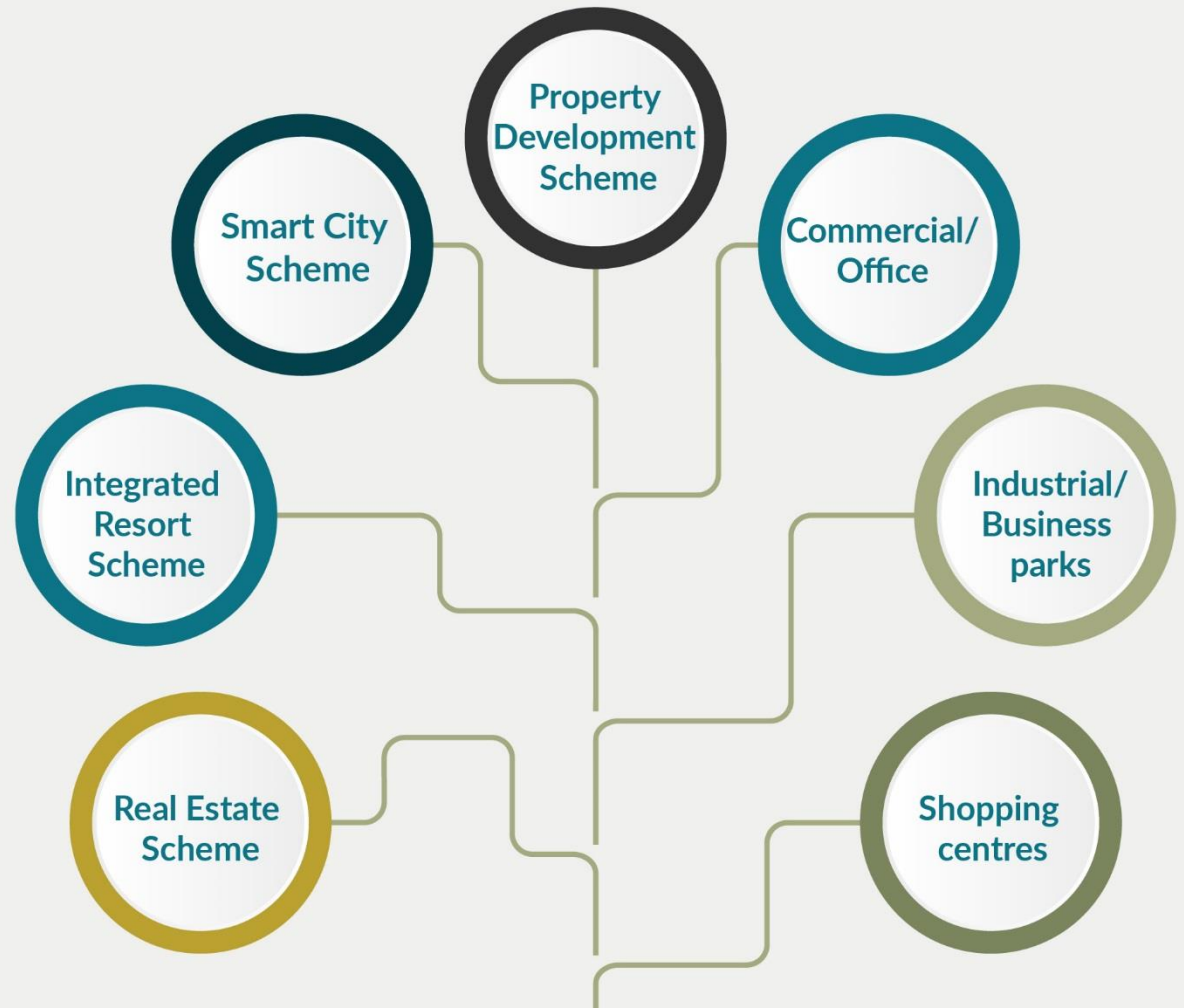 Property
Development
Scheme
Smart City
Scheme
Commercial/
Office
Integrated
Resort
Scheme
Industrial/
Business
parks
Real Estate
Scheme
Shopping
centres